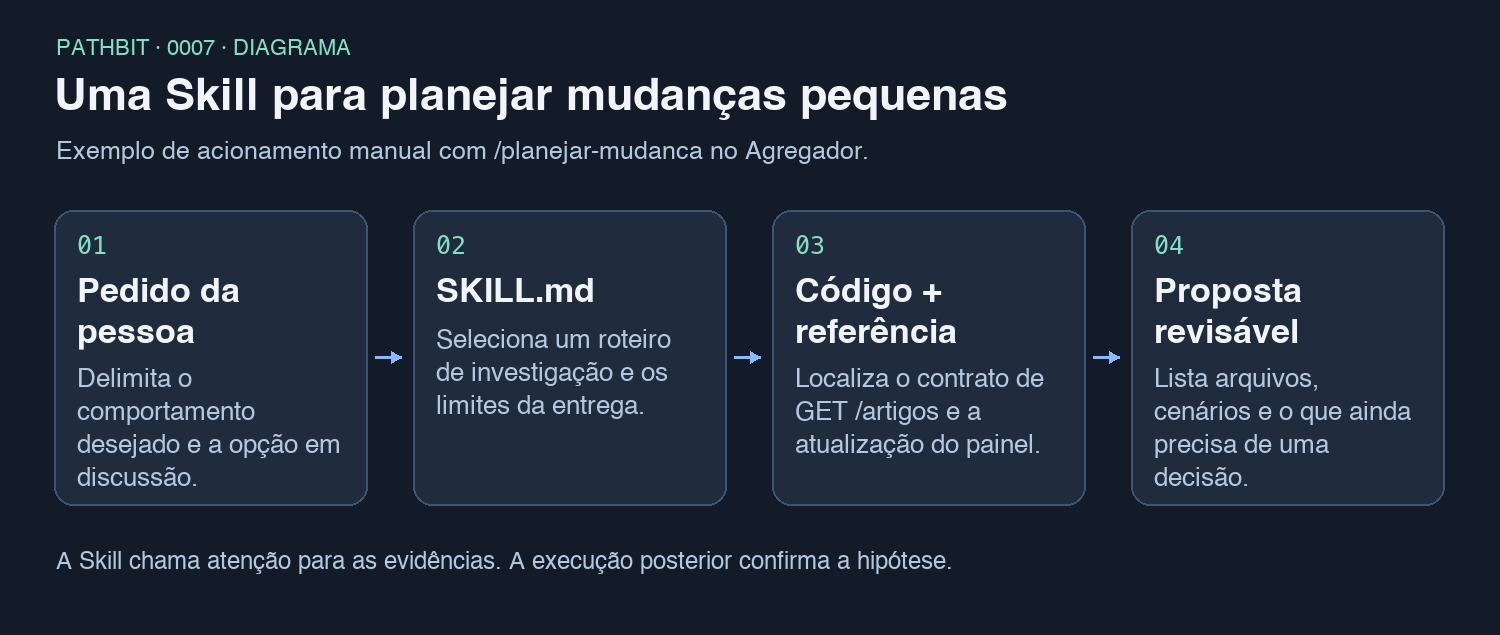 PATHBIT · 0007 · DIAGRAMA
Uma Skill para planejar mudanças pequenas
Exemplo de acionamento manual com /planejar-mudanca no Agregador.
01
Pedido da
pessoa
Delimita o
comportamento
desejado e a opção em
discussão.
02
SKILL.md
Seleciona um roteiro
de investigação e os
limites da entrega.
03
Código +
referência
Localiza o contrato de
GET /artigos e a
atualização do painel.
04
Proposta
revisável
Lista arquivos,
cenários e o que ainda
precisa de uma
decisão.
A Skill chama atenção para as evidências. A execução posterior confirma a hipótese.